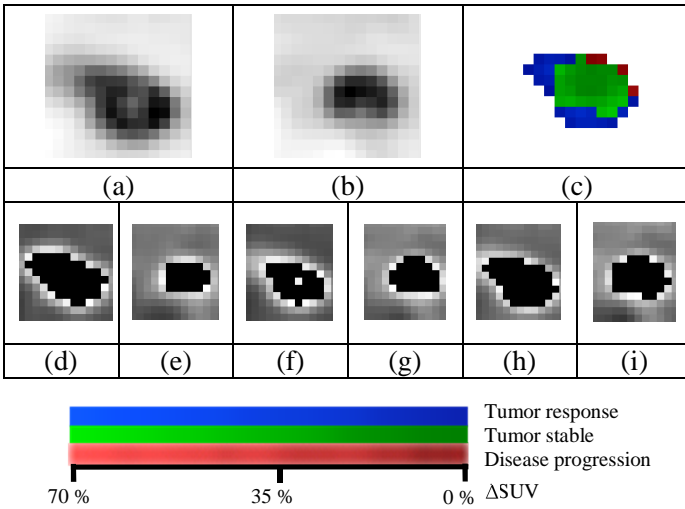 (a) (b) (c)
(d) (e) (f) (g) (h) (i)
Tumor response
Tumor stable
Disease progression
70 % 35 % 0 % ΔSUV